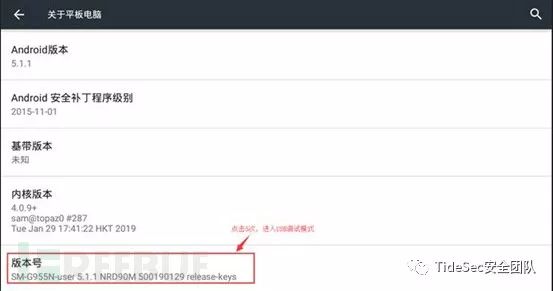 关于平板电脑
Android版本
5.1.1
Android 安全补丁程序级别
2015-11-01
基带版本
未知
内核版本
4.0.9+
sam@topaz0 #287
Tue Jan 29 17:41:22 HKT 2019
点击5次，进入USB调试模式
版本号
SM-G955N-user 5.1.1 NRD90M 500190129 release-keys
REEBUF
TideSec安全团队